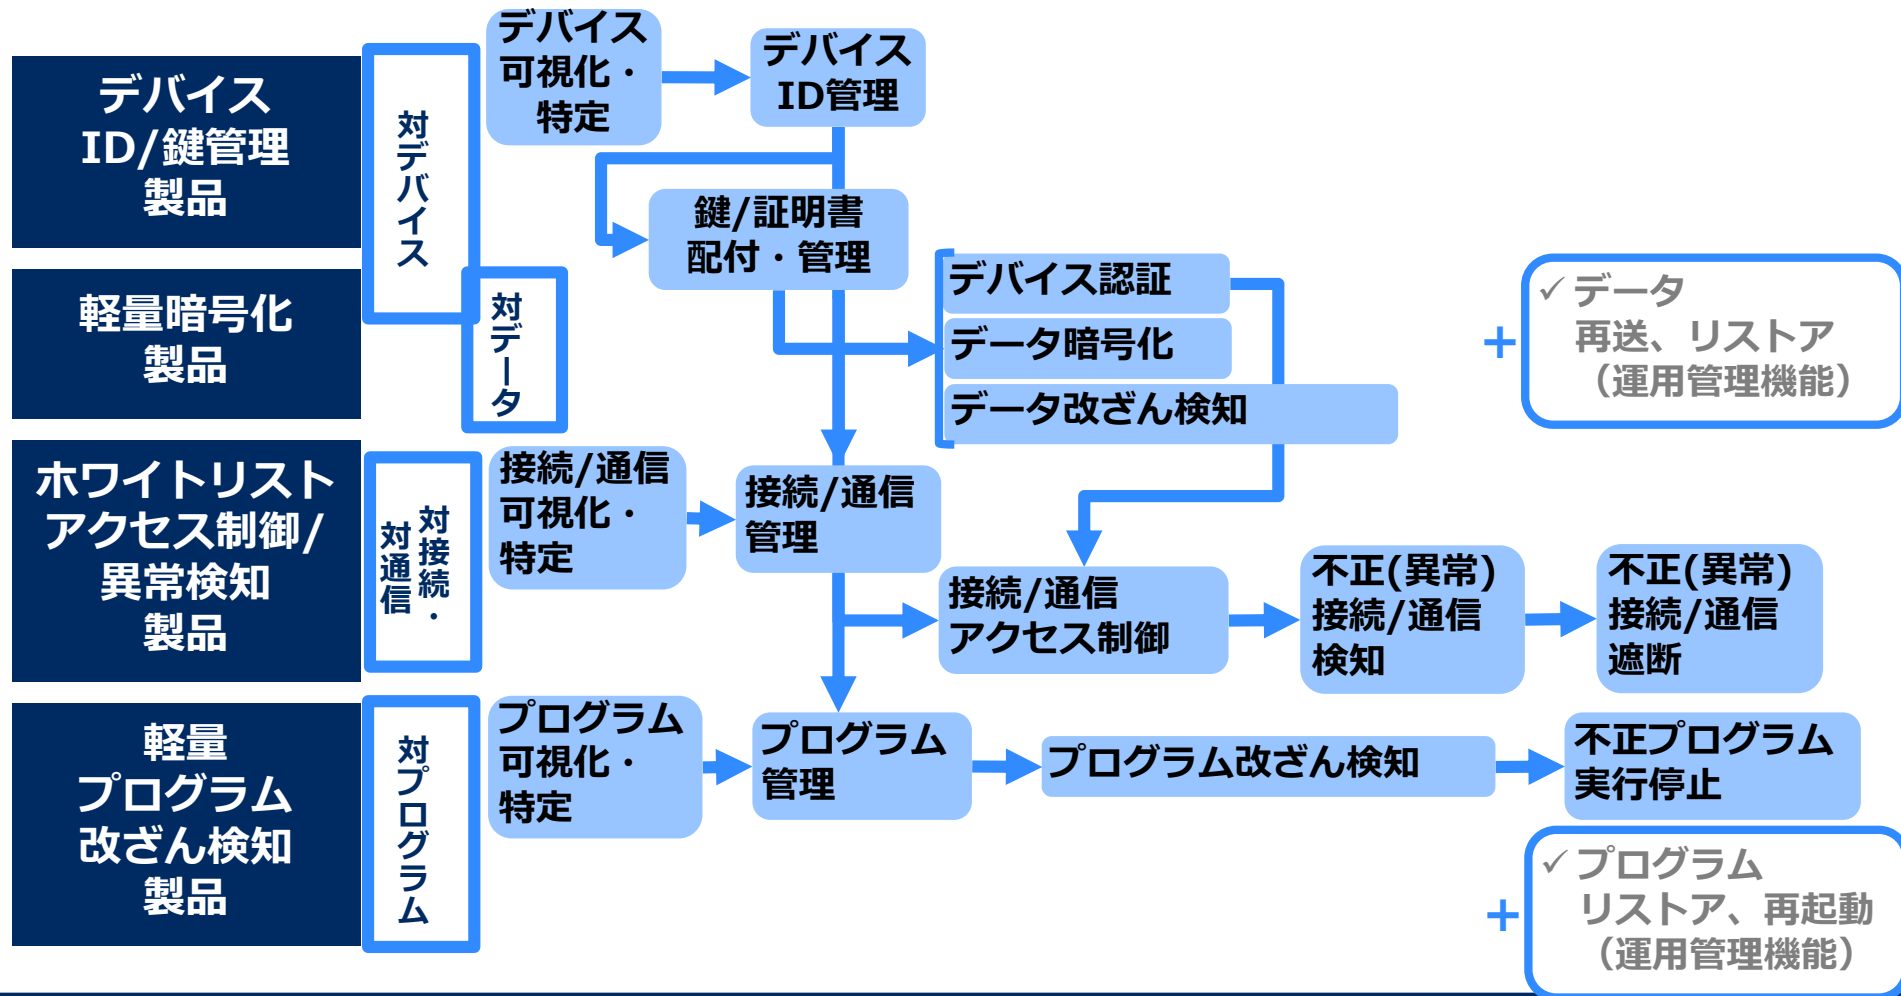 デバイス
ID/鍵管理
製品
対デバイス
デバイス
可視化・
特定
デバイス
ID管理
鍵/証明書
配付・管理
軽量暗号化
製品
対データ
デバイス認証
データ暗号化
データ改ざん検知
+
✓データ
再送、リストア
（運用管理機能）
ホワイトリスト
アクセス制御/
異常検知
製品
対接続・
対通信
接続/通信
可視化・
特定
接続/通信
管理
接続/通信
アクセス制御
不正(異常)
接続/通信
検知
不正(異常)
接続/通信
遮断
軽量
プログラム
改ざん検知
製品
対プログラム
プログラム
可視化・
特定
プログラム
管理
プログラム改ざん検知
不正プログラム
実行停止
+
✓プログラム
リストア、再起動
（運用管理機能）